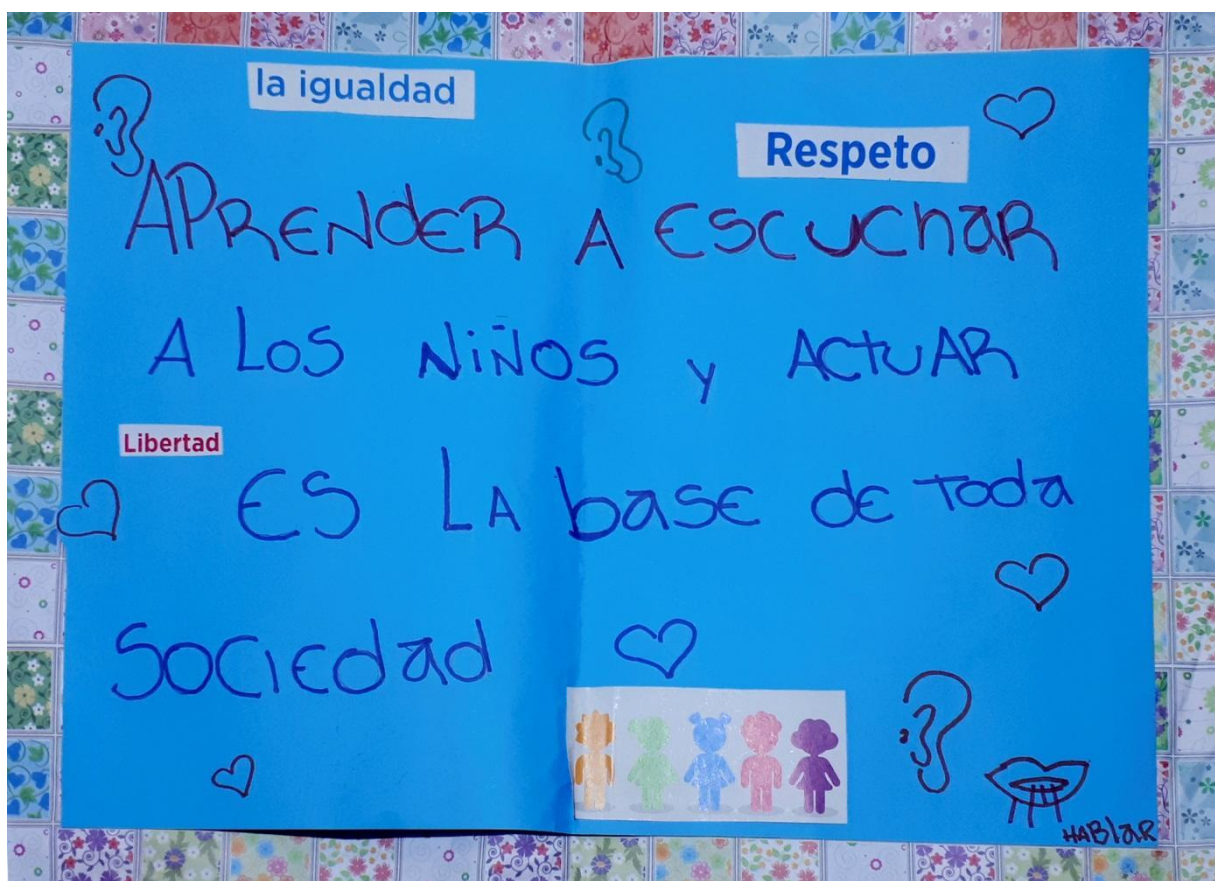 la igualdad
Respeto
APRENdER A ESCUChaR
A LOS NiÑOS y ACtUAR
Libertad
ES LA baSE dE Toda
SOCiEdad
HABlaR